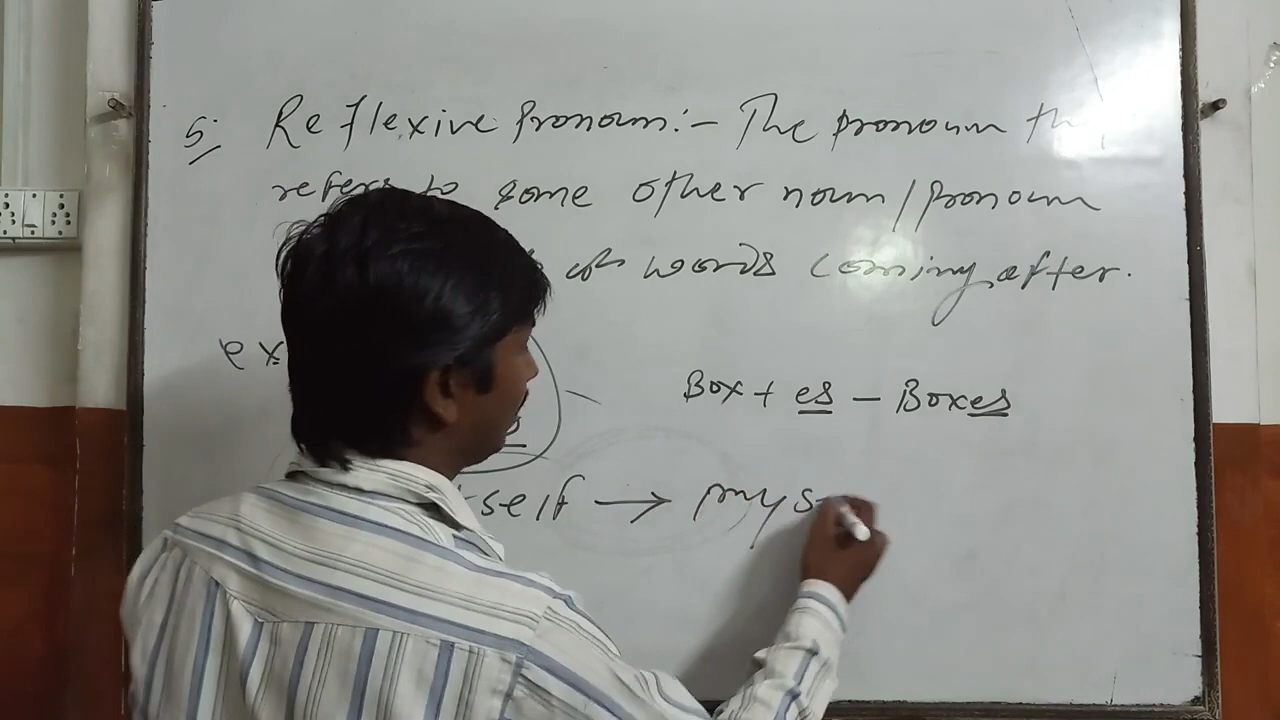 5. Reflexive Pronoun:- The pronoun th
refers to some other noun/pronoun
of words coming after.
ex
Box + es - Boxes
self → mys